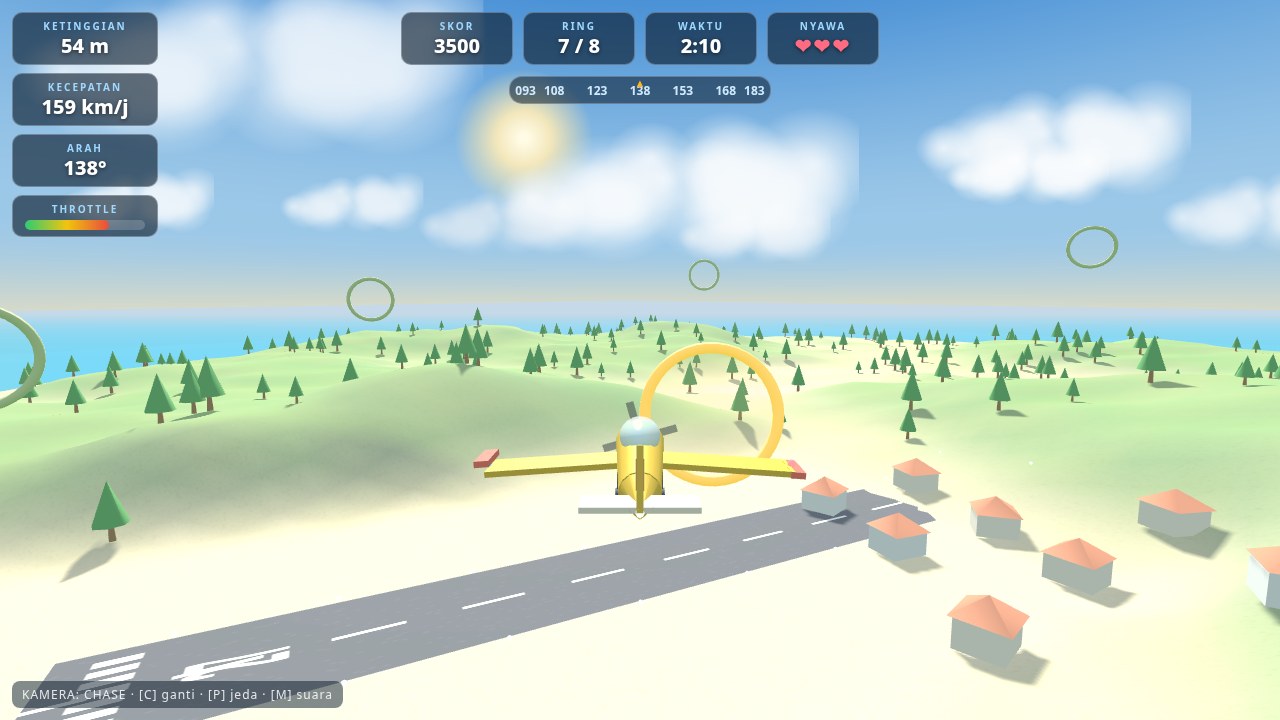 KETINGGIAN
54 m
KECEPATAN
159 km/j
ARAH
138°
THROTTLE
SKOR
3500
RING
7 / 8
WAKTU
2:10
NYAWA
093 108 123 138 153 168 183
KAMERA: CHASE · [C] ganti · [P] jeda · [M] suara